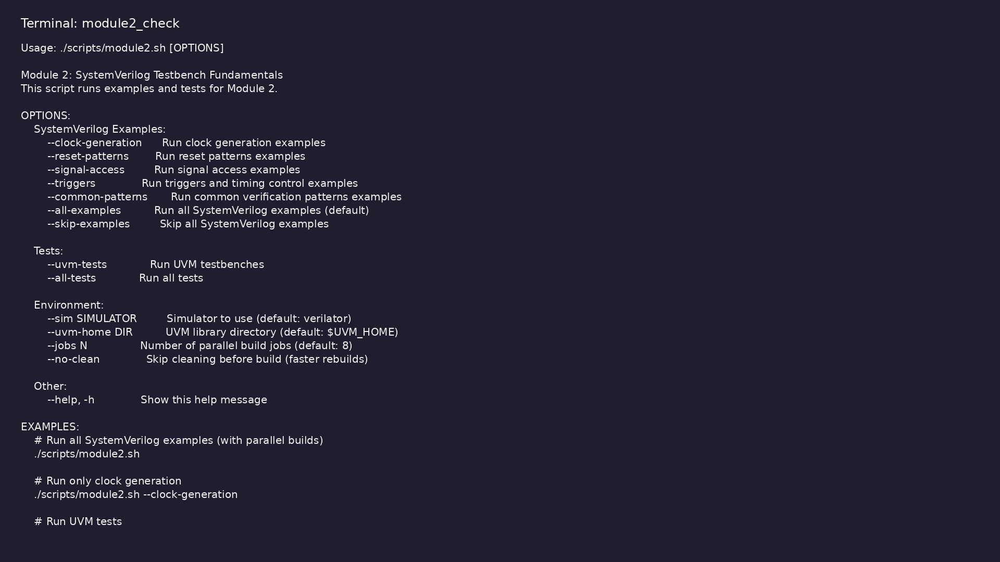 Terminal: module2_check
Usage: ./scripts/module2.sh [OPTIONS]
Module 2: SystemVerilog Testbench Fundamentals
This script runs examples and tests for Module 2.
OPTIONS:
SystemVerilog Examples:
--clock-generation      Run clock generation examples
--reset-patterns        Run reset patterns examples
--signal-access         Run signal access examples
--triggers              Run triggers and timing control examples
--common-patterns       Run common verification patterns examples
--all-examples          Run all SystemVerilog examples (default)
--skip-examples         Skip all SystemVerilog examples
Tests:
--uvm-tests             Run UVM testbenches
--all-tests             Run all tests
Environment:
--sim SIMULATOR         Simulator to use (default: verilator)
--uvm-home DIR          UVM library directory (default: $UVM_HOME)
--jobs N                Number of parallel build jobs (default: 8)
--no-clean              Skip cleaning before build (faster rebuilds)
Other:
--help, -h              Show this help message
EXAMPLES:
# Run all SystemVerilog examples (with parallel builds)
./scripts/module2.sh
# Run only clock generation
./scripts/module2.sh --clock-generation
# Run UVM tests